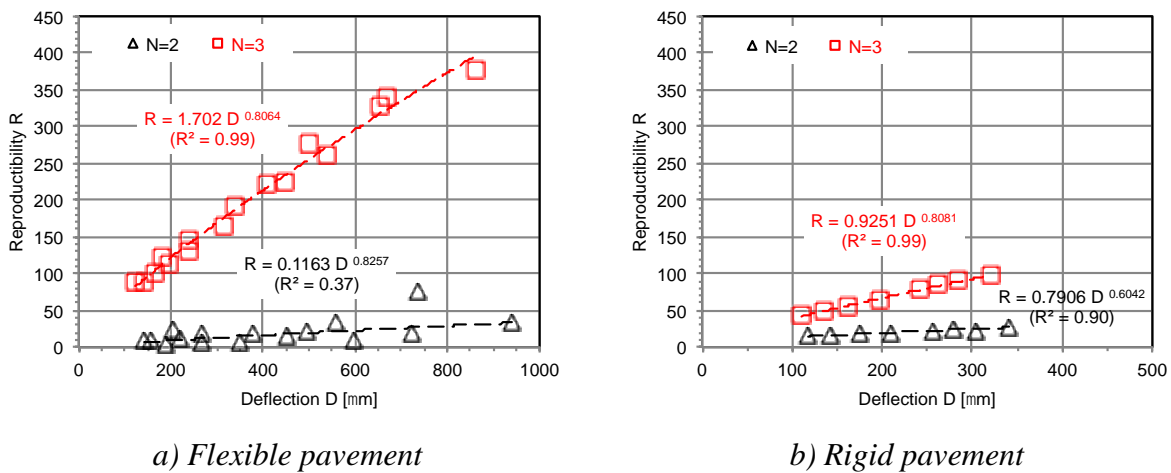 450
400
350
300
250
200
150
100
50
0
Reproductibility R
N=2
N=3
R = 1.702 D 0.8064
(R² = 0.99)
R = 0.1163 D 0.8257
(R² = 0.37)
0 200 400 600 800 1000
Deflection D [mm]
a) Flexible pavement
450
400
350
300
250
200
150
100
50
0
Reproductibility R
N=2
N=3
R = 0.9251 D 0.8081
(R² = 0.99)
R = 0.7906 D 0.6042
(R² = 0.90)
0 100 200 300 400 500
Deflection D [mm]
b) Rigid pavement